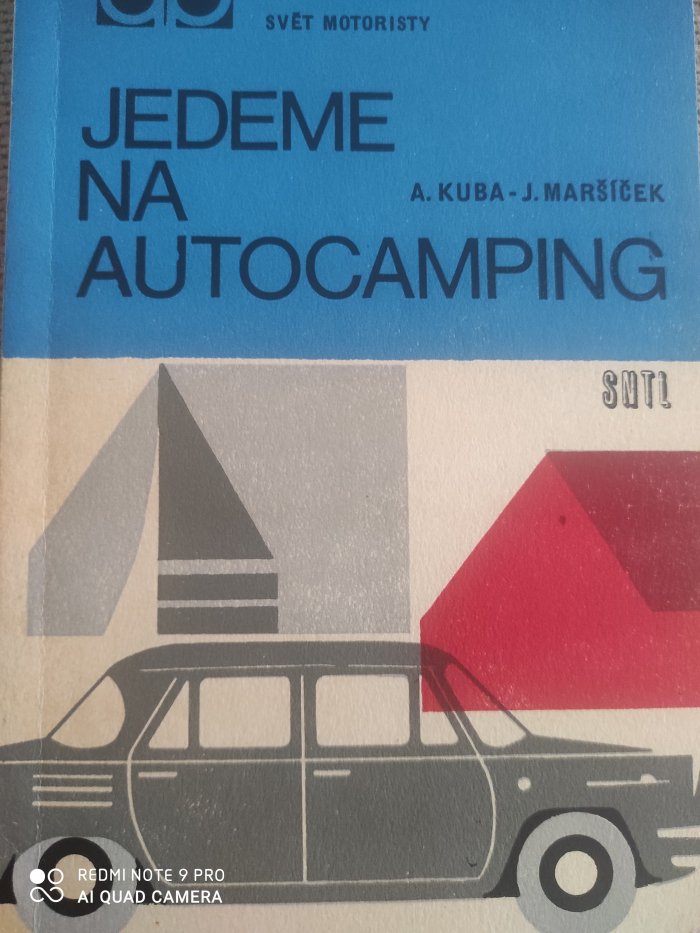 SVĚT MOTORISTY
JEDEME
NA
A. KUBA - J. MARŠÍČEK
AUTOCAMPING
SNTL
REDMI NOTE 9 PRO
AI QUAD CAMERA